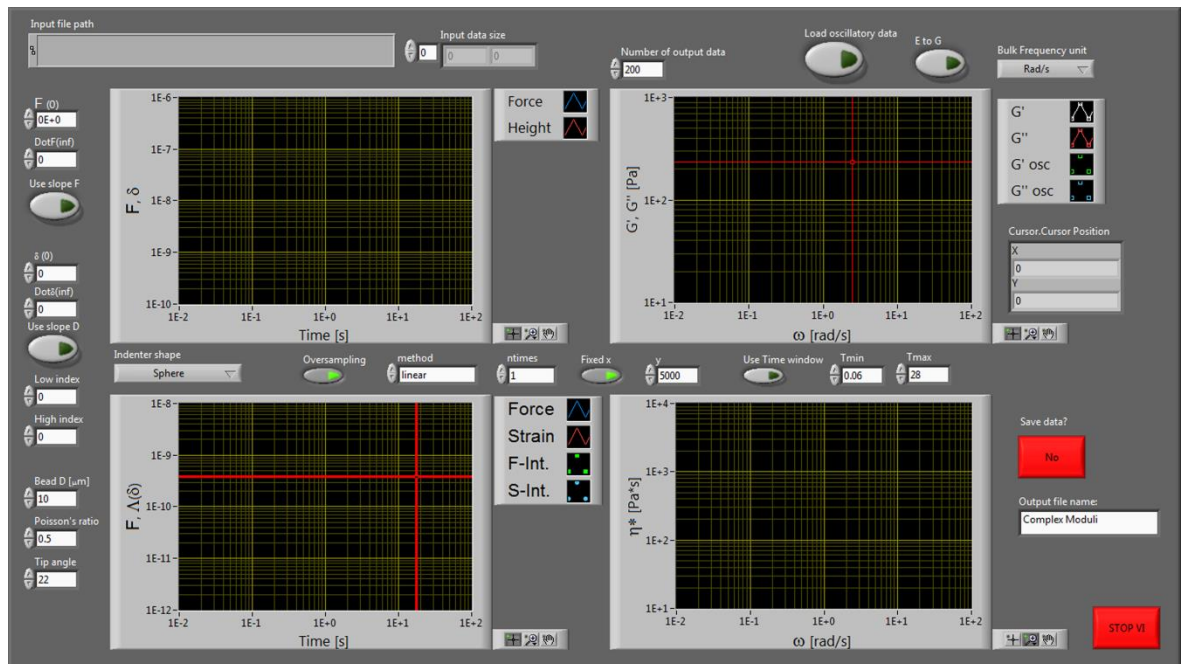 Input file path
Input data size
0
0
0
Number of output data
200
Load oscillatory data
E to G
Bulk Frequency unit
Rad/s
F (0)
0E+0
DotF(inf)
0
Use slope F
δ (0)
0
Dotδ(inf)
0
Use slope D
Low index
0
High index
0
Bead D [μm]
10
Poisson's ratio
0.5
Tip angle
22
F, δ
1E-6
1E-7
1E-8
1E-9
1E-10
1E-2 1E-1 1E+0 1E+1 1E+2
Time [s]
Force
Height
G', G'' [Pa]
1E+3
1E+2
1E+1
1E-2 1E-1 1E+0 1E+1 1E+2
ω [rad/s]
G'
G''
G' osc
G'' osc
Cursor.Cursor Position
X
0
Y
0
Indenter shape
Sphere
Oversampling
method
linear
ntimes
1
Fixed x
y
5000
Use Time window
Tmin
0.06
Tmax
28
F, Λ(δ)
1E-8
1E-9
1E-10
1E-11
1E-12
1E-2 1E-1 1E+0 1E+1 1E+2
Time [s]
Force
Strain
F-Int.
S-Int.
η* [Pa*s]
1E+4
1E+3
1E+2
1E+1
1E-2 1E-1 1E+0 1E+1 1E+2
ω [rad/s]
Save data?
No
Output file name:
Complex Moduli
STOP VI